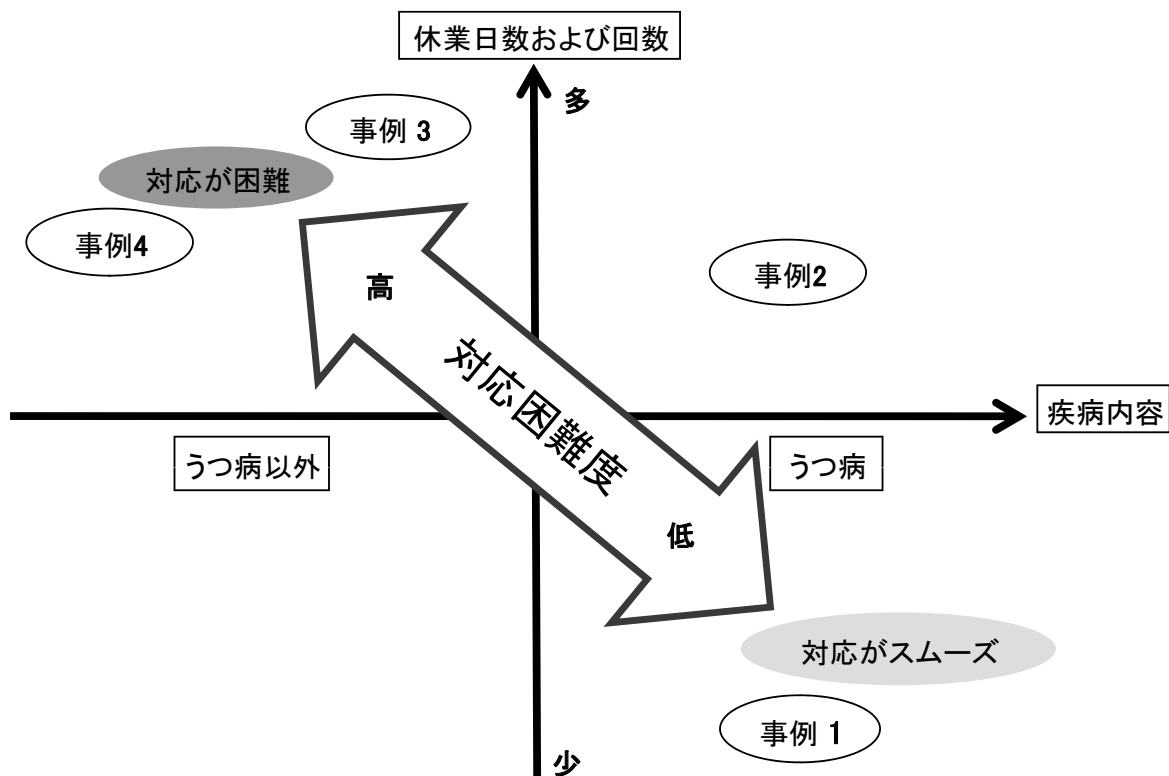 休業日数および回数
多
事例 3
対応が困難
事例4
事例2
高
対応困難度
疾病内容
うつ病以外
うつ病
低
対応がスムーズ
事例 1
少